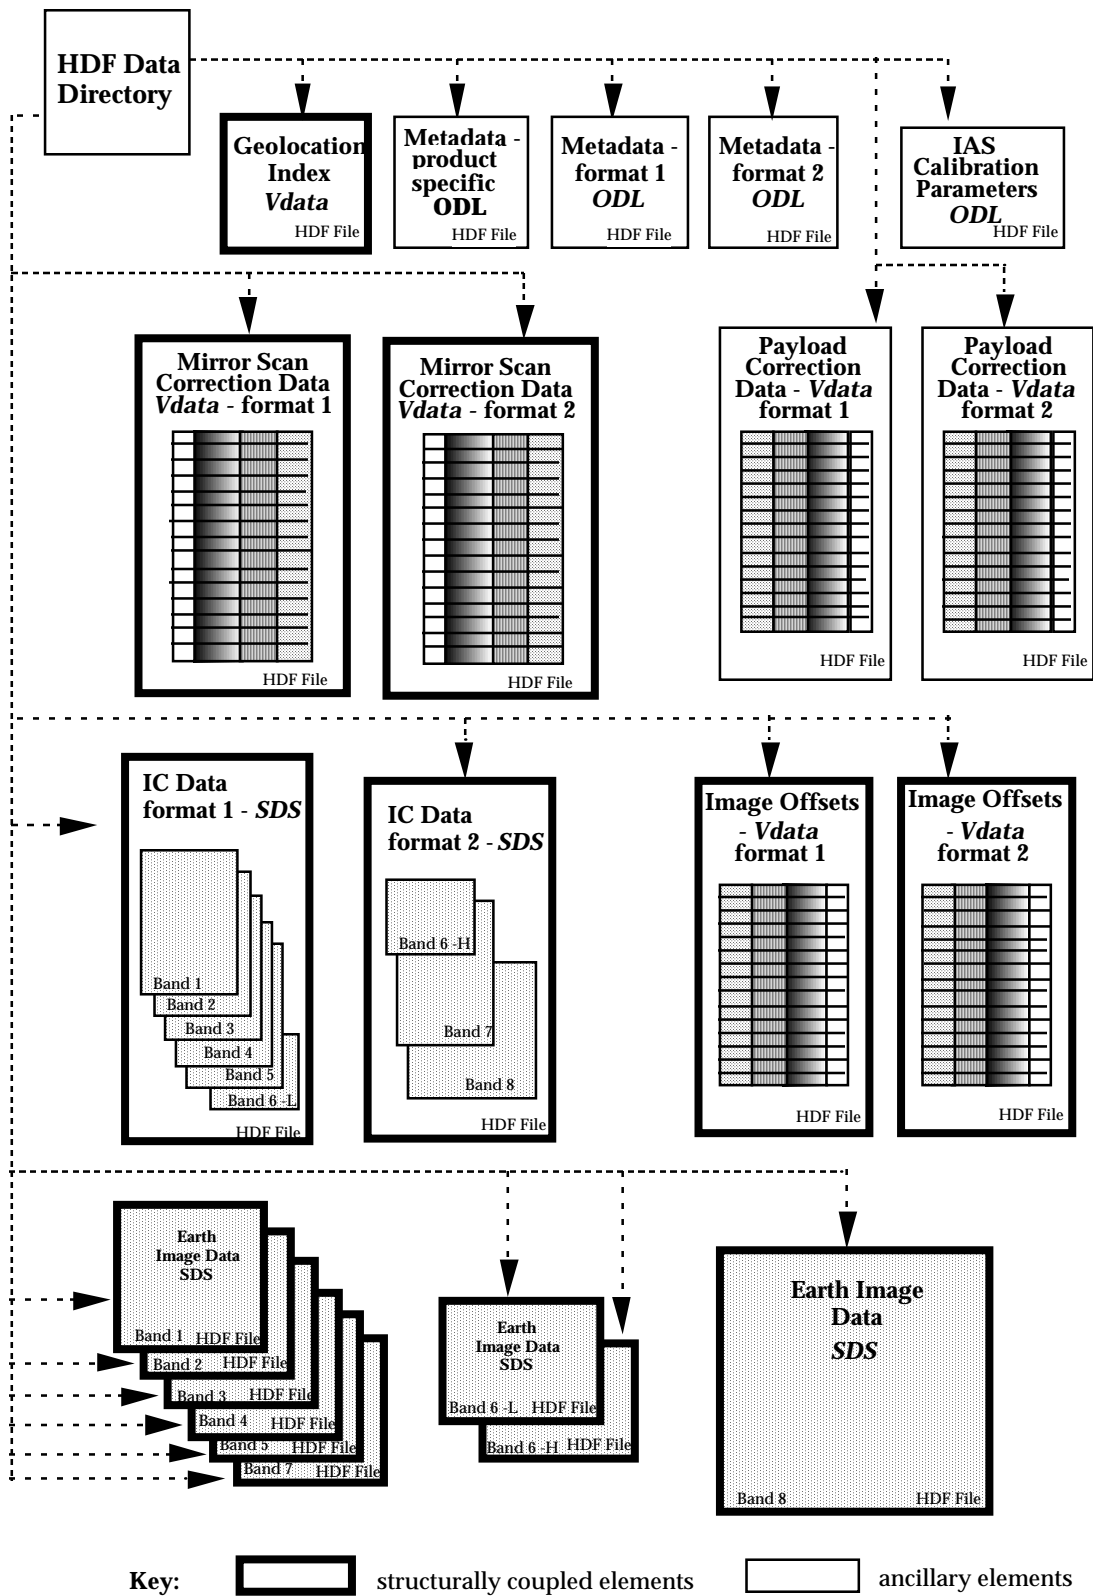 HDF Data
Directory
Geolocation
Index
Vdata
HDF File
Metadata -
product
specific
ODL
HDF File
Metadata -
format 1
ODL
HDF File
Metadata -
format 2
ODL
HDF File
IAS
Calibration
Parameters
ODL
HDF File
Mirror Scan
Correction Data
Vdata - format 1
HDF File
Mirror Scan
Correction Data
Vdata - format 2
HDF File
Payload
Correction
Data - Vdata
format 1
HDF File
Payload
Correction
Data - Vdata
format 2
HDF File
IC Data
format 1 - SDS
Band 1
Band 2
Band 3
Band 4
Band 5
Band 6 -L
HDF File
IC Data
format 2 - SDS
Band 6 -H
Band 7
Band 8
HDF File
Image Offsets
- Vdata
format 1
HDF File
Image Offsets
- Vdata
format 2
HDF File
Earth
Image Data
SDS
Band 1 HDF File
Band 2 HDF File
Band 3 HDF File
Band 4 HDF File
Band 5 HDF File
Band 7 HDF File
Earth
Image Data
SDS
Band 6 -L HDF File
Band 6 -H HDF File
Earth Image
Data
SDS
Band 8 HDF File
Key: structurally coupled elements ancillary elements